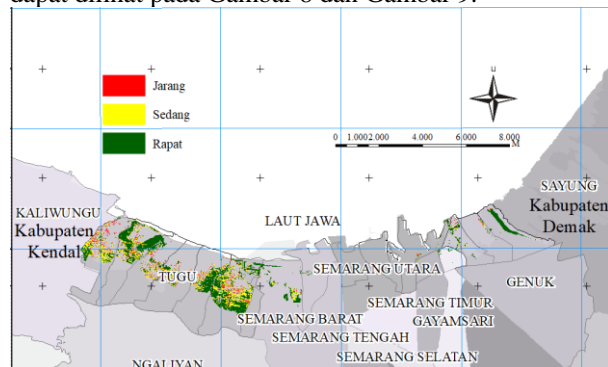 dapat dilihat pada Gambar 8 dan Gambar 9.
Jarang
Sedang
Rapat
U
0 1.0002.000 4.000 6.000 8.000
M
SAYUNG
Kabupaten
Demak
KALIWUNGU
Kabupaten
Kendal
LAUT JAWA
TUGU
SEMARANG UTARA
GENUK
SEMARANG TIMUR
SEMARANG BARAT
GAYAMSARI
SEMARANG TENGAH
SEMARANG SELATAN
NGALIYAN